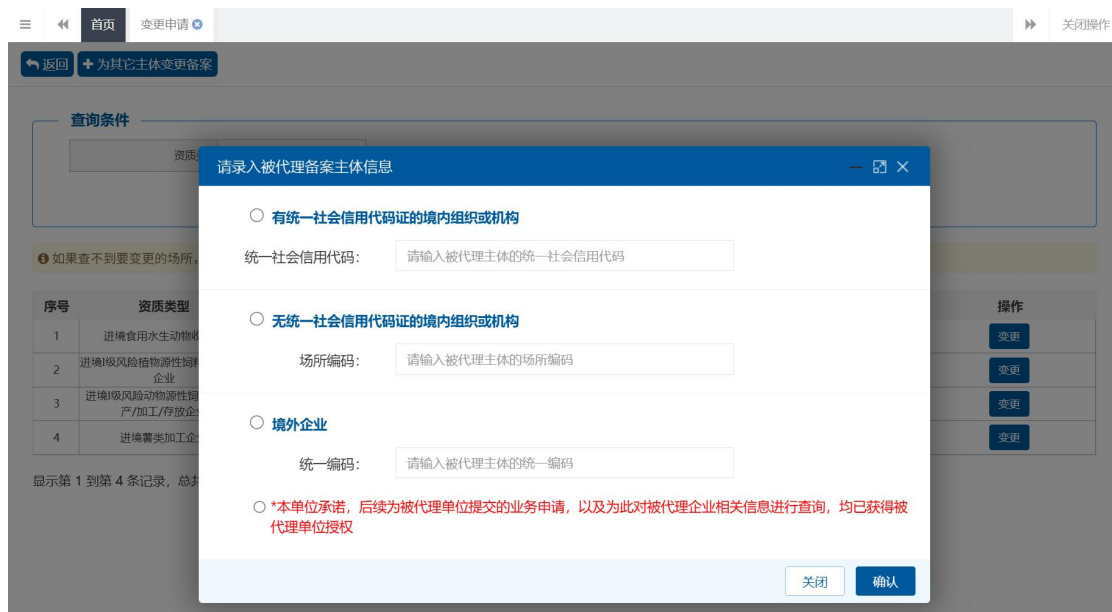 首页 变更申请 关闭操作
返回 为其它主体变更备案
查询条件
资质
请录入被代理备案主体信息
有统一社会信用代码证的境内组织或机构
统一社会信用代码： 请输入被代理主体的统一社会信用代码
如果查不到要变更的场所，
无统一社会信用代码证的境内组织或机构
场所编码： 请输入被代理主体的场所编码
境外企业
统一编码： 请输入被代理主体的统一编码
*本单位承诺，后续为被代理单位提交的业务申请，以及为此对被代理企业相关信息进行查询，均已获得被
代理单位授权
关闭 确认
序号 资质类型 操作
1 进境食用水生动物收 变更
2 进境I级风险植物源性饲料
企业 变更
3 进境I级风险动物源性饲
产/加工/存放企 变更
4 进境薯类加工企 变更
显示第 1 到第 4 条记录，总共